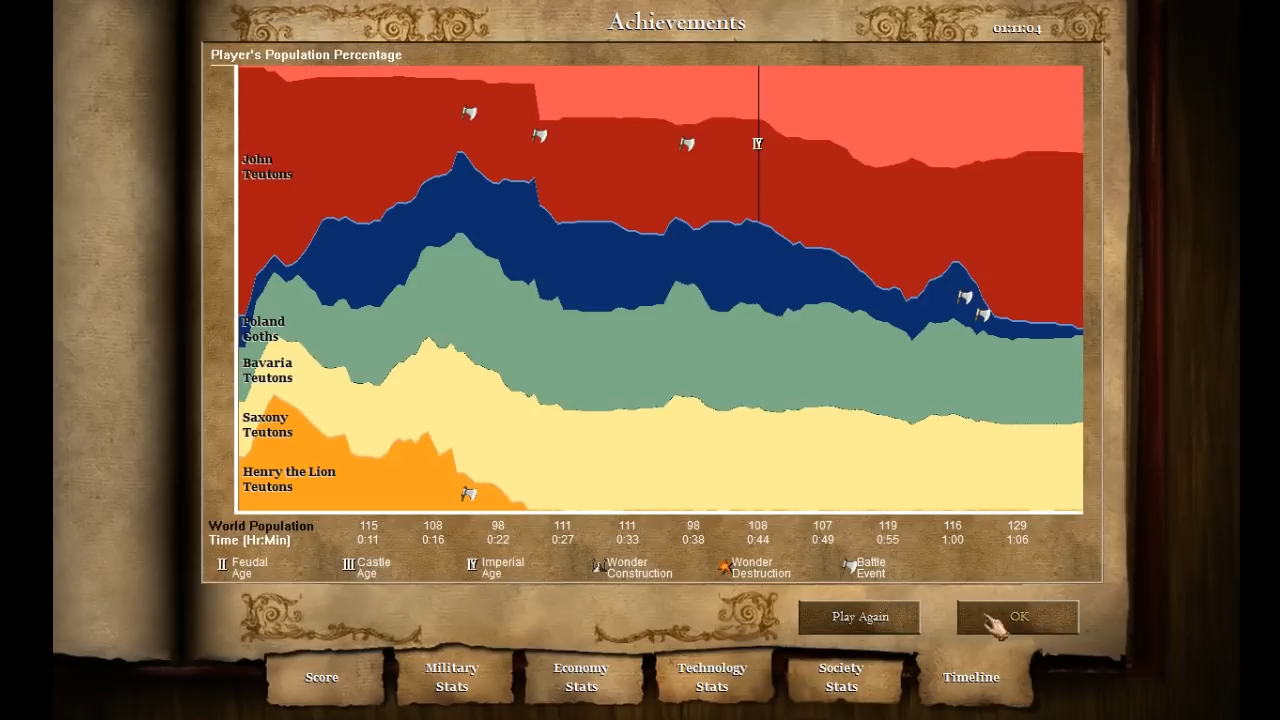 Achievements
01:11:04
Player's Population Percentage
John
Teutons
Poland
Goths
Bavaria
Teutons
Saxony
Teutons
Henry the Lion
Teutons
IV
World Population 115 108 98 111 111 98 108 107 119 116 129
Time (Hr:Min) 0:11 0:16 0:22 0:27 0:33 0:38 0:44 0:49 0:55 1:00 1:06
II Feudal Age
III Castle Age
IV Imperial Age
Wonder Construction
Wonder Destruction
Battle Event
Play Again
OK
Score
Military Stats
Economy Stats
Technology Stats
Society Stats
Timeline